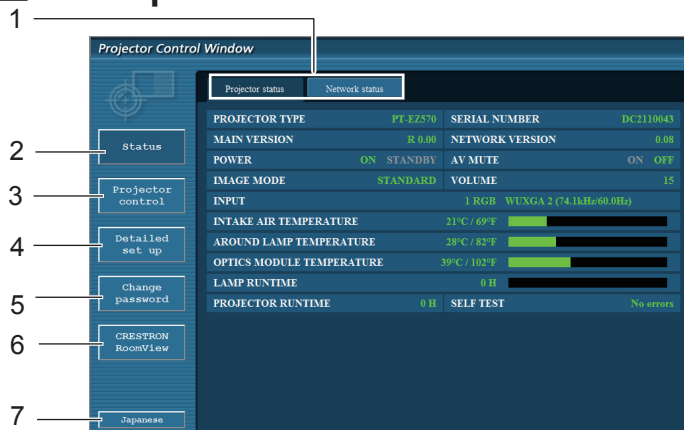 1
Projector Control Window
Projector status Network status
PROJECTOR TYPE PT-EZ570 SERIAL NUMBER DC2110043
MAIN VERSION R 0.00 NETWORK VERSION 0.08
POWER ON STANDBY AV MUTE ON OFF
IMAGE MODE STANDARD VOLUME 15
INPUT 1 RGB WUXGA 2 (74.1kHz/60.0Hz)
INTAKE AIR TEMPERATURE 21°C / 69°F
AROUND LAMP TEMPERATURE 28°C / 82°F
OPTICS MODULE TEMPERATURE 39°C / 102°F
LAMP RUNTIME 0 H
PROJECTOR RUNTIME 0 H SELF TEST No errors
2 Status
3 Projector
control
4 Detailed
set up
5 Change
password
6 CRESTRON
RoomView
7 Japanese